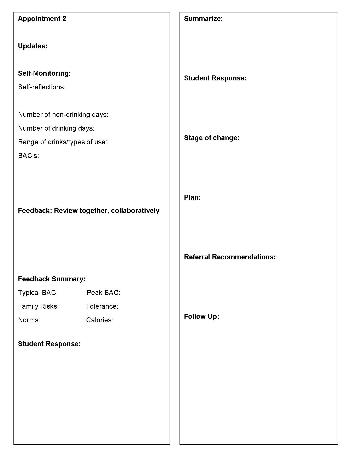 Appointment 2
Updates:
Self-Monitoring:
Self-reflections:
Number of non-drinking days:
Number of drinking days:
Range of drinks/types of use:
BAC's:
Feedback: Review together, collaboratively
Feedback Summary:
Typical BAC: Peak BAC:
Family Risk: Tolerance:
Norms: Calories:
Student Response:
Summarize:
Student Response:
Stage of change:
Plan:
Referral Recommendations:
Follow Up: